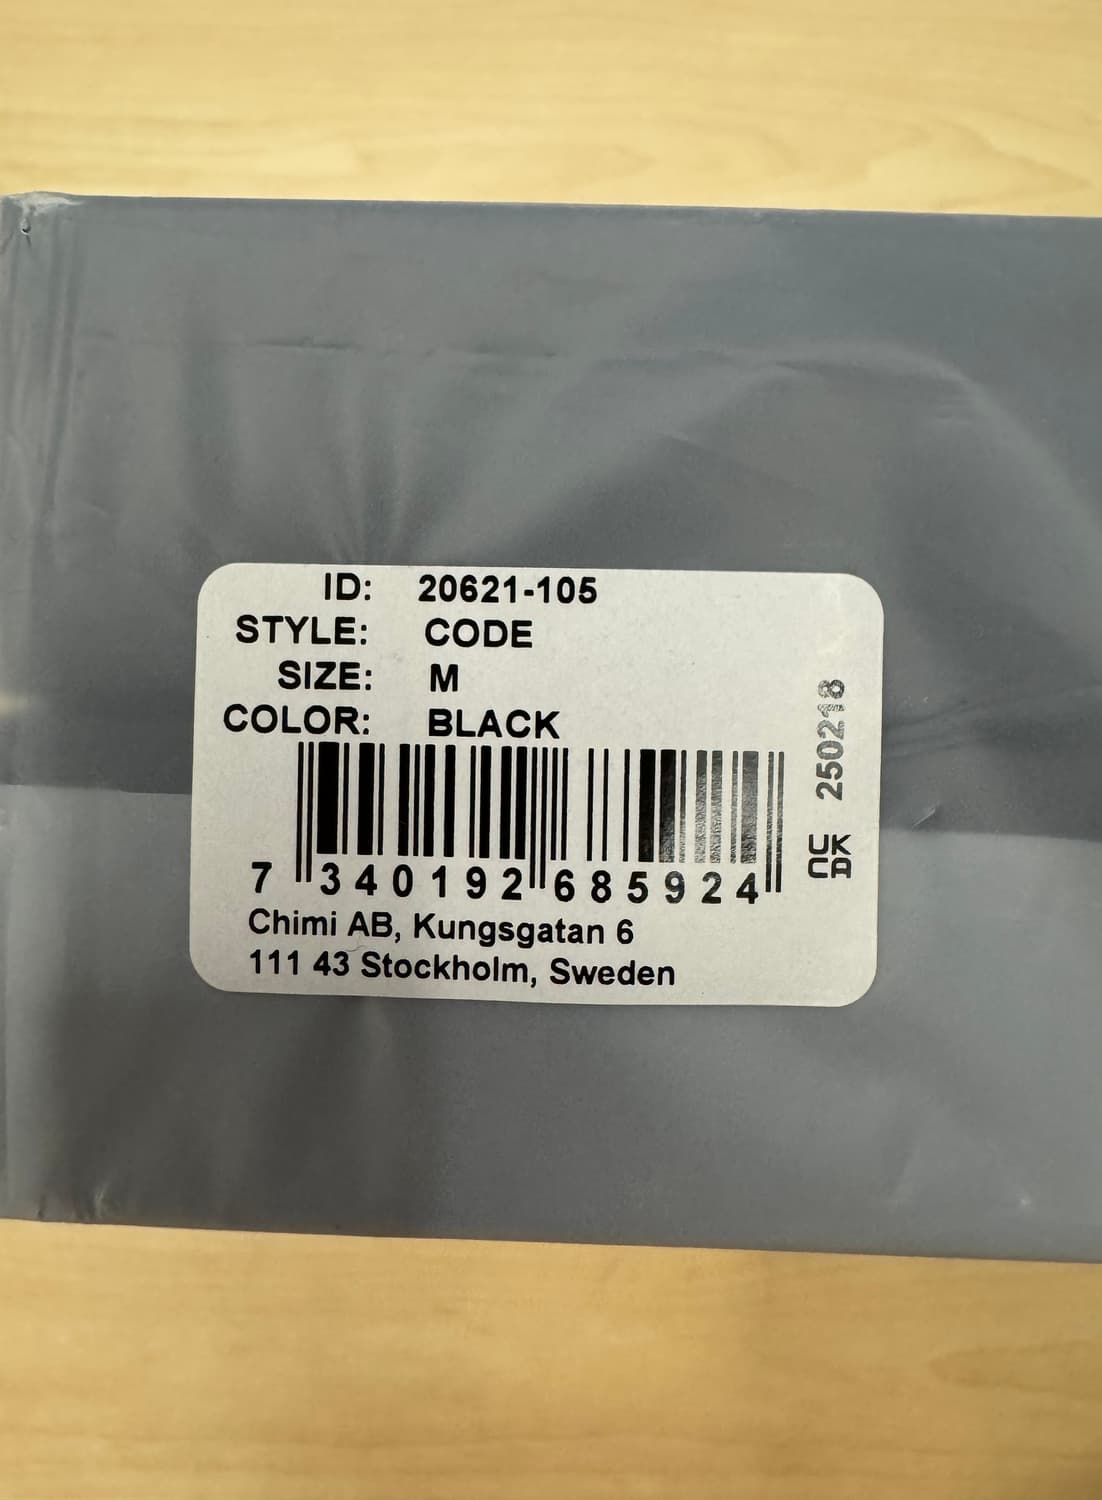 ID: 20621-105
STYLE: CODE
SIZE: M
COLOR: BLACK
7 340192 685924
Chimi AB, Kungsgatan 6
111 43 Stockholm, Sweden
UK
CA
250218